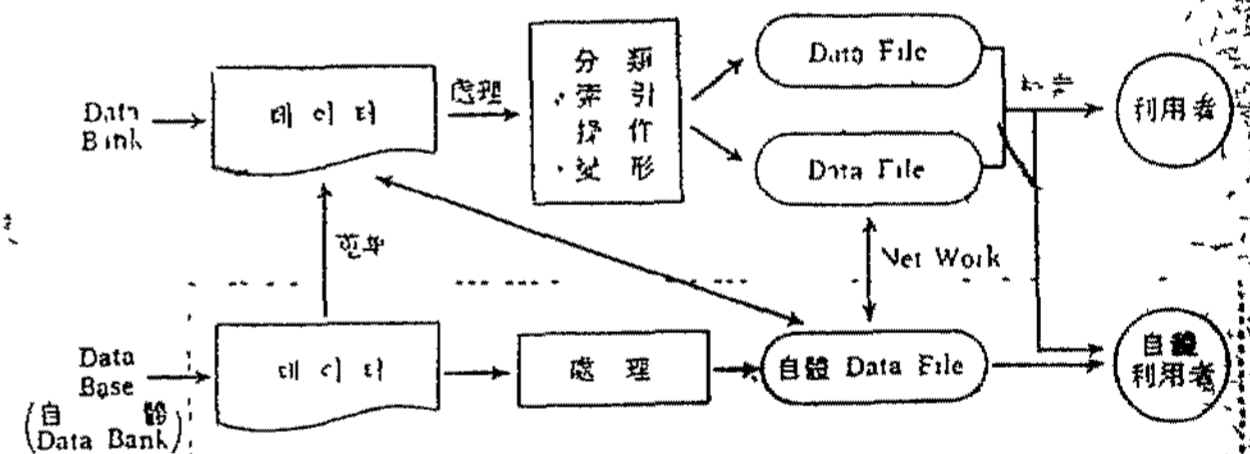 Data
Bank
데이터
處理
分類
索引
操作
變形
Data File
Data File
利用者
Net Work
Data
Base
(自體
Data Bank)
데이터
處理
自體 Data File
自體
利用者